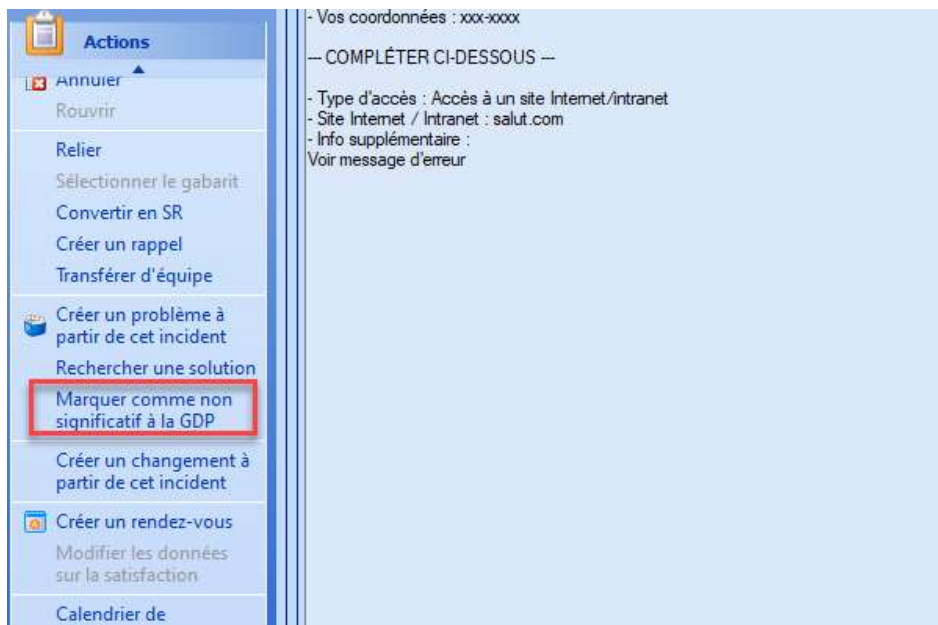 Actions
Annuler
Rouvrir
Relier
Sélectionner le gabarit
Convertir en SR
Créer un rappel
Transférer d'équipe
Créer un problème à
partir de cet incident
Rechercher une solution
Marquer comme non
significatif à la GDP
Créer un changement à
partir de cet incident
Créer un rendez-vous
Modifier les données
sur la satisfaction
Calendrier de
- Vos coordonnées : xxx-xxxx
--- COMPLÉTER CI-DESSOUS ---
- Type d'accès : Accès à un site Internet/intranet
- Site Internet / Intranet : salut.com
- Info supplémentaire :
Voir message d'erreur